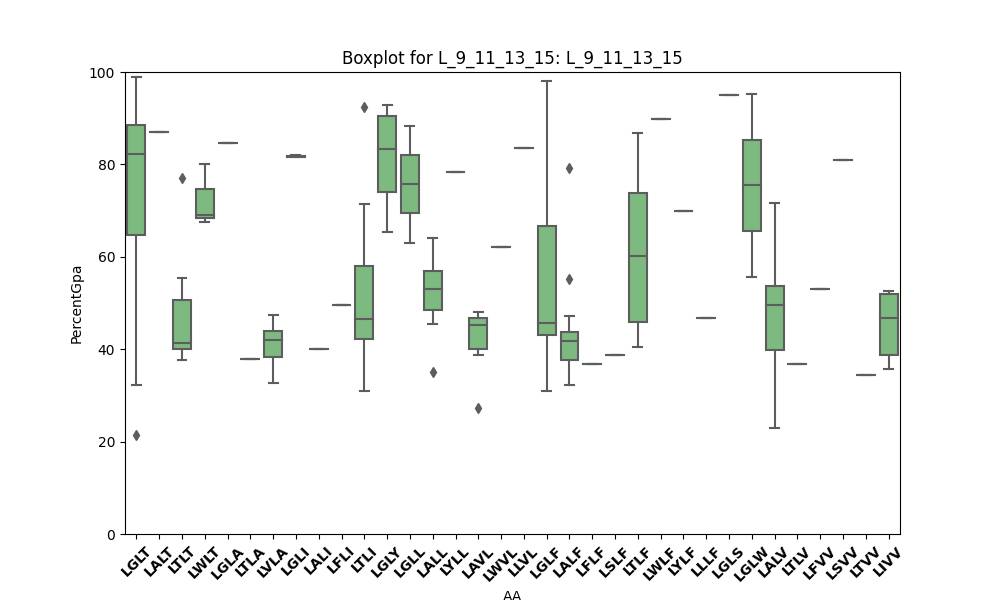 Boxplot for L_9_11_13_15: L_9_11_13_15
PercentGpa
100
80
60
40
20
0
LGLT LALT LTLT LWLT LGLA LTLA LVLA LGLI LALI LFLI LTLI LGLY LGLL LALL LYLL LAVL LWVL LLVL LGLF LALF LFLF LSLF LTLF LWLF LYLF LLLF LGLS LGLW LALV LTLV LFVV LSVV LTVV LIVV
AA